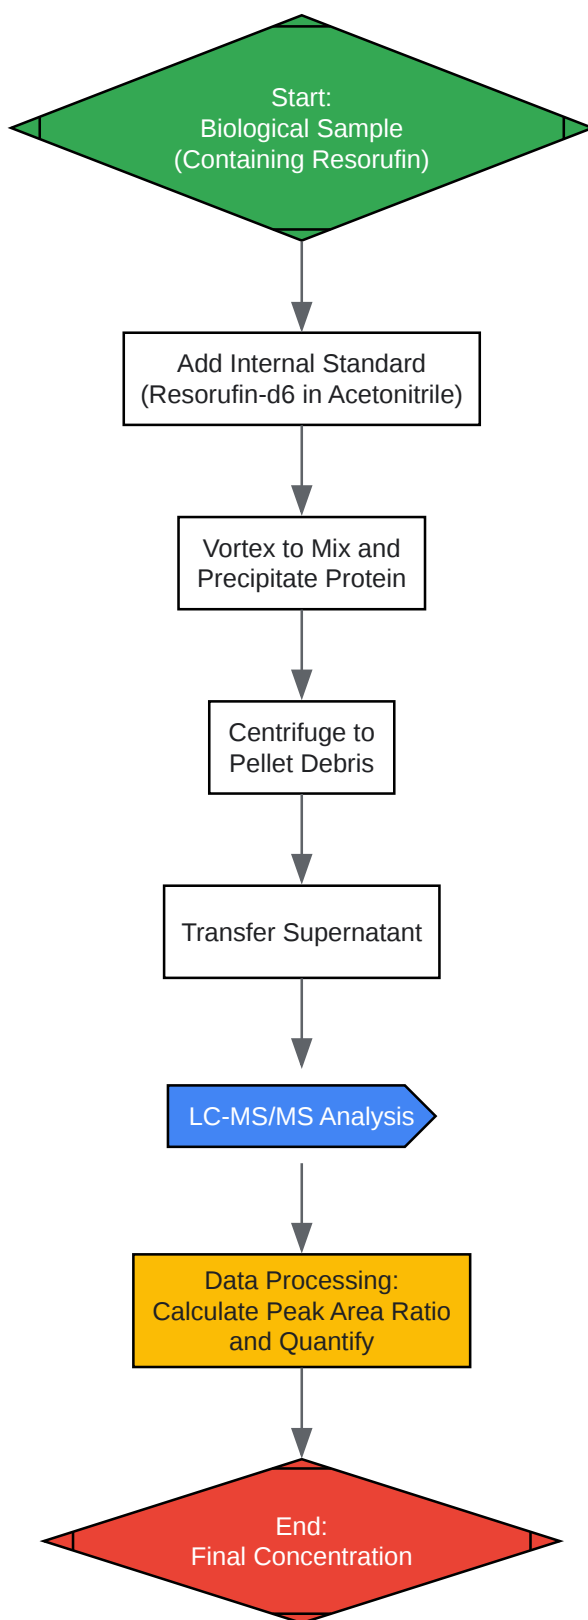 Start:
Biological Sample
(Containing Resorufin)
Add Internal Standard
(Resorufin-d6 in Acetonitrile)
Vortex to Mix and
Precipitate Protein
Centrifuge to
Pellet Debris
Transfer Supernatant
LC-MS/MS Analysis
Data Processing:
Calculate Peak Area Ratio
and Quantify
End:
Final Concentration